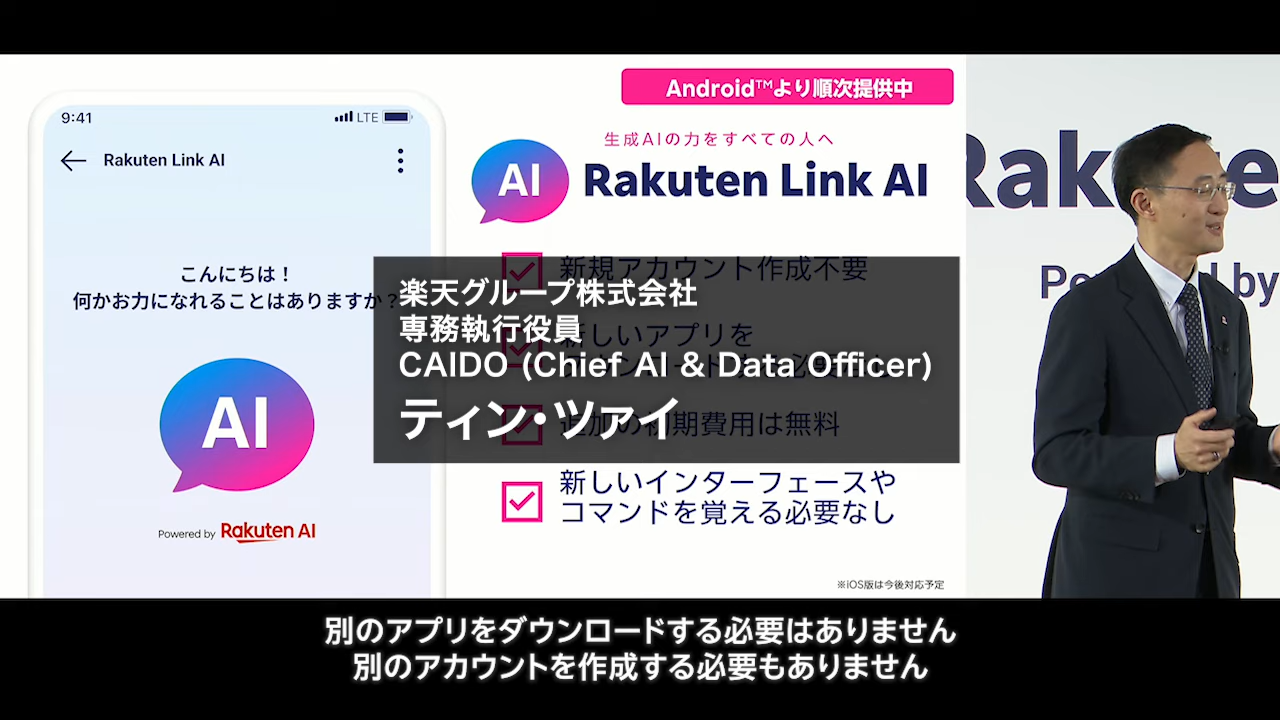 Android™より順次提供中
9:41
LTE
Rakuten Link AI
生成AIの力をすべての人へ
AI
Rakuten Link AI
こんにちは！
何かお力になれることはありますか？
AI
Powered by Rakuten AI
新規アカウント作成不要
新しいアプリを
追加の初期費用は無料
新しいインターフェースや
コマンドを覚える必要なし
※iOS版は今後対応予定
楽天グループ株式会社
専務執行役員
CAIDO (Chief AI & Data Officer)
ティン・ツァイ
by
別のアプリをダウンロードする必要はありません
別のアカウントを作成する必要もありません